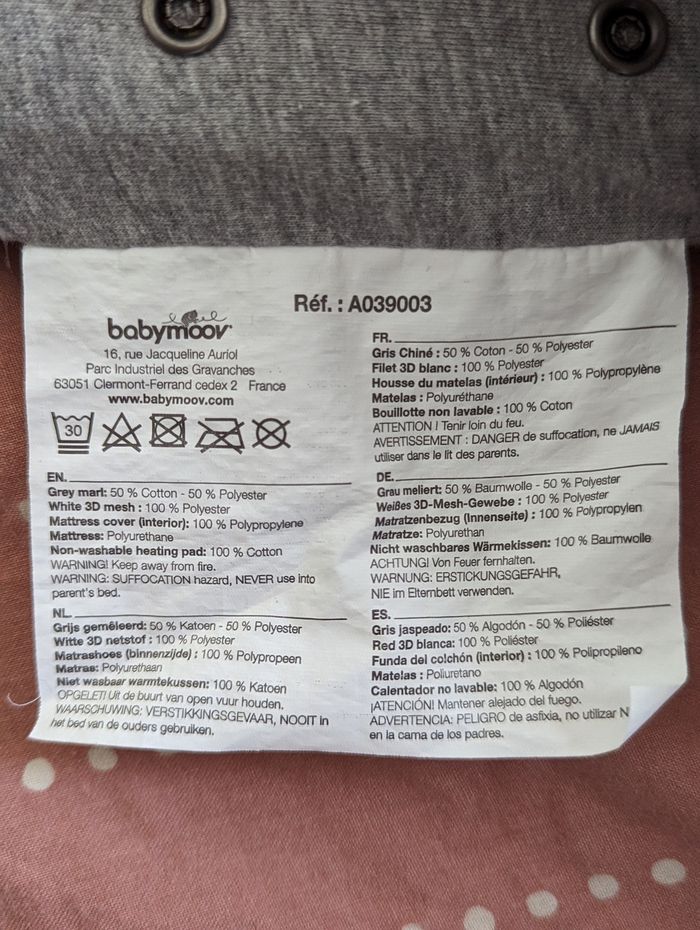 Réf. : A039003
babymoov
16, rue Jacqueline Auriol
Parc Industriel des Gravanches
63051 Clermont-Ferrand cedex 2 France
www.babymoov.com
30
FR.
Gris Chiné : 50 % Coton - 50 % Polyester
Filet 3D blanc : 100 % Polyester
Housse du matelas (intérieur) : 100 % Polypropylène
Matelas : Polyuréthane
Bouillotte non lavable : 100 % Coton
ATTENTION ! Tenir loin du feu.
AVERTISSEMENT : DANGER de suffocation, ne JAMAIS
utiliser dans le lit des parents.
EN.
Grey marl: 50 % Cotton - 50 % Polyester
White 3D mesh : 100 % Polyester
Mattress cover (interior): 100 % Polypropylene
Mattress: Polyurethane
Non-washable heating pad: 100 % Cotton
WARNING! Keep away from fire.
WARNING: SUFFOCATION hazard, NEVER use into
parent's bed.
DE.
Grau meliert: 50 % Baumwolle - 50 % Polyester
Weißes 3D-Mesh-Gewebe : 100 % Polyester
Matratzenbezug (Innenseite) : 100 % Polypropylen
Matratze: Polyurethan
Nicht waschbares Wärmekissen: 100 % Baumwolle
ACHTUNG! Von Feuer fernhalten.
WARNUNG: ERSTICKUNGSGEFAHR,
NIE im Elternbett verwenden.
NL.
Grijs gemêleerd: 50 % Katoen - 50 % Polyester
Witte 3D netstof : 100 % Polyester
Matrashoes (binnenzijde) : 100 % Polypropeen
Matras: Polyurethaan
Niet wasbaar warmtekussen: 100 % Katoen
OPGELET! Uit de buurt van open vuur houden.
WAARSCHUWING: VERSTIKKINGSGEVAAR, NOOIT in
het bed van de ouders gebruiken.
ES.
Gris jaspeado: 50 % Algodón - 50 % Poliéster
Red 3D blanca: 100 % Poliéster
Funda del colchón (interior) : 100 % Polipropileno
Matelas : Poliuretano
Calentador no lavable: 100 % Algodón
¡ATENCIÓN! Mantener alejado del fuego.
ADVERTENCIA: PELIGRO de asfixia, no utilizar N
en la cama de los padres.